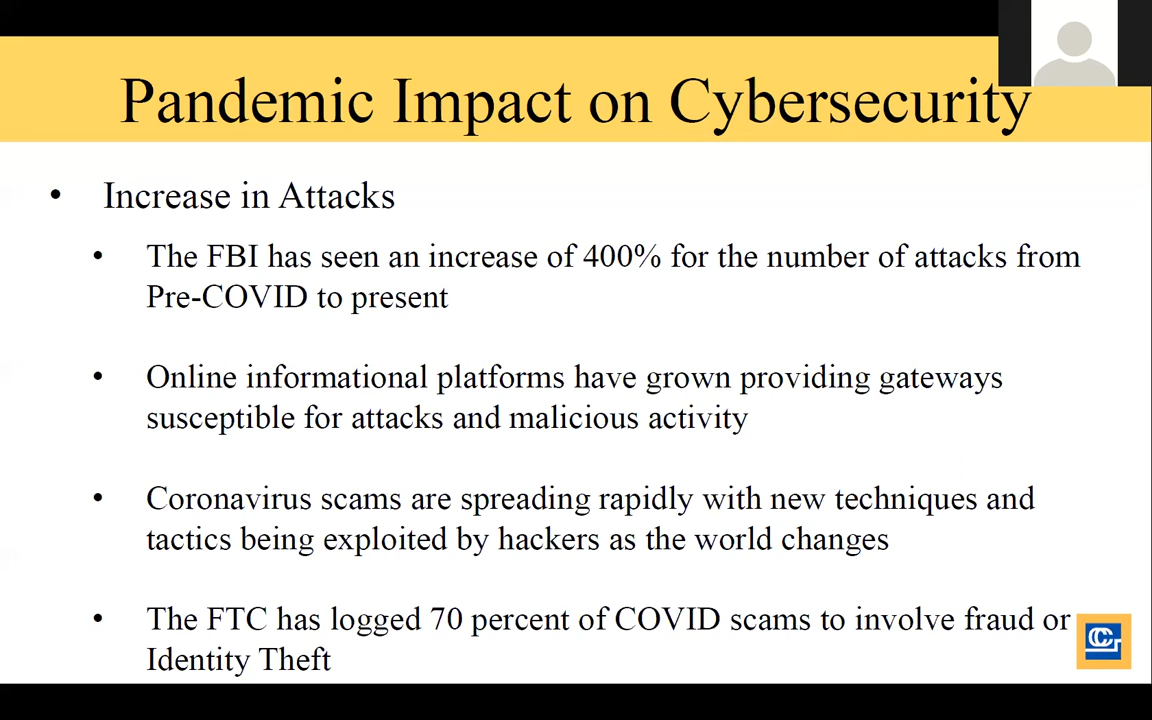 Pandemic Impact on Cybersecurity
• Increase in Attacks
• The FBI has seen an increase of 400% for the number of attacks from
Pre-COVID to present
• Online informational platforms have grown providing gateways
susceptible for attacks and malicious activity
• Coronavirus scams are spreading rapidly with new techniques and
tactics being exploited by hackers as the world changes
• The FTC has logged 70 percent of COVID scams to involve fraud or
Identity Theft